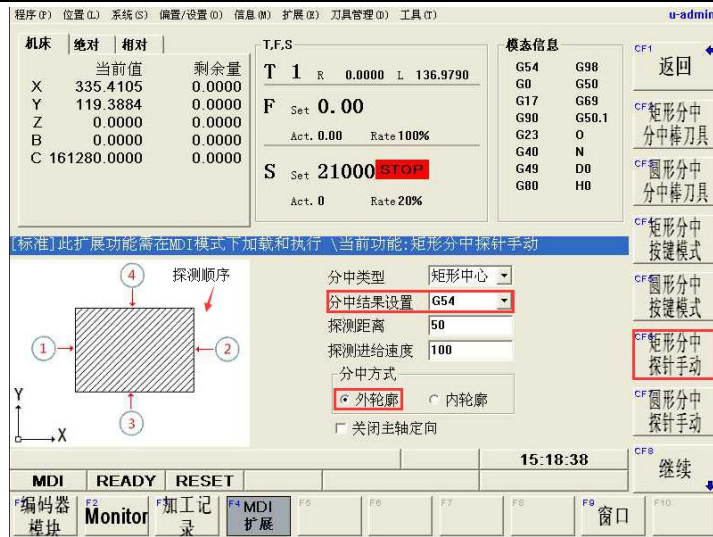 程序(P) 位置(L) 系统(S) 偏置/设置(O) 信息(M) 扩展(E) 刀具管理(D) 工具(T) u-admin
机床 绝对 相对
当前值 剩余量
X 335.4105 0.0000
Y 119.3884 0.0000
Z 0.0000 0.0000
B 0.0000 0.0000
C 161280.0000 0.0000
T,F,S
T 1 R 0.0000 L 136.9790
F Set 0.00
Act. 0.00 Rate 100%
S Set 21000 STOP
Act. 0 Rate 20%
模态信息
G54 G98
G0 G50
G17 G69
G90 G50.1
G23 O
G40 N
G49 D0
G80 H0
CF1 返回
CF2 矩形分中
分中棒刀具
CF3 圆形分中
分中棒刀具
CF4 矩形分中
按键模式
CF5 圆形分中
按键模式
CF6 矩形分中
探针手动
CF7 圆形分中
探针手动
CF8 继续
[标准]此扩展功能需在MDI模式下加载和执行 \当前功能:矩形分中探针手动
探测顺序
4
1
2
3
Y
X
分中类型 矩形中心
分中结果设置 G54
探测距离 50
探测进给速度 100
分中方式
外轮廓 内轮廓
关闭主轴定向
15:18:38
MDI READY RESET
F1 编码器
模块
F2 Monitor
F3 加工记
录
F4 MDI
扩展
F5
F6
F7
F8
F9 窗口
F10